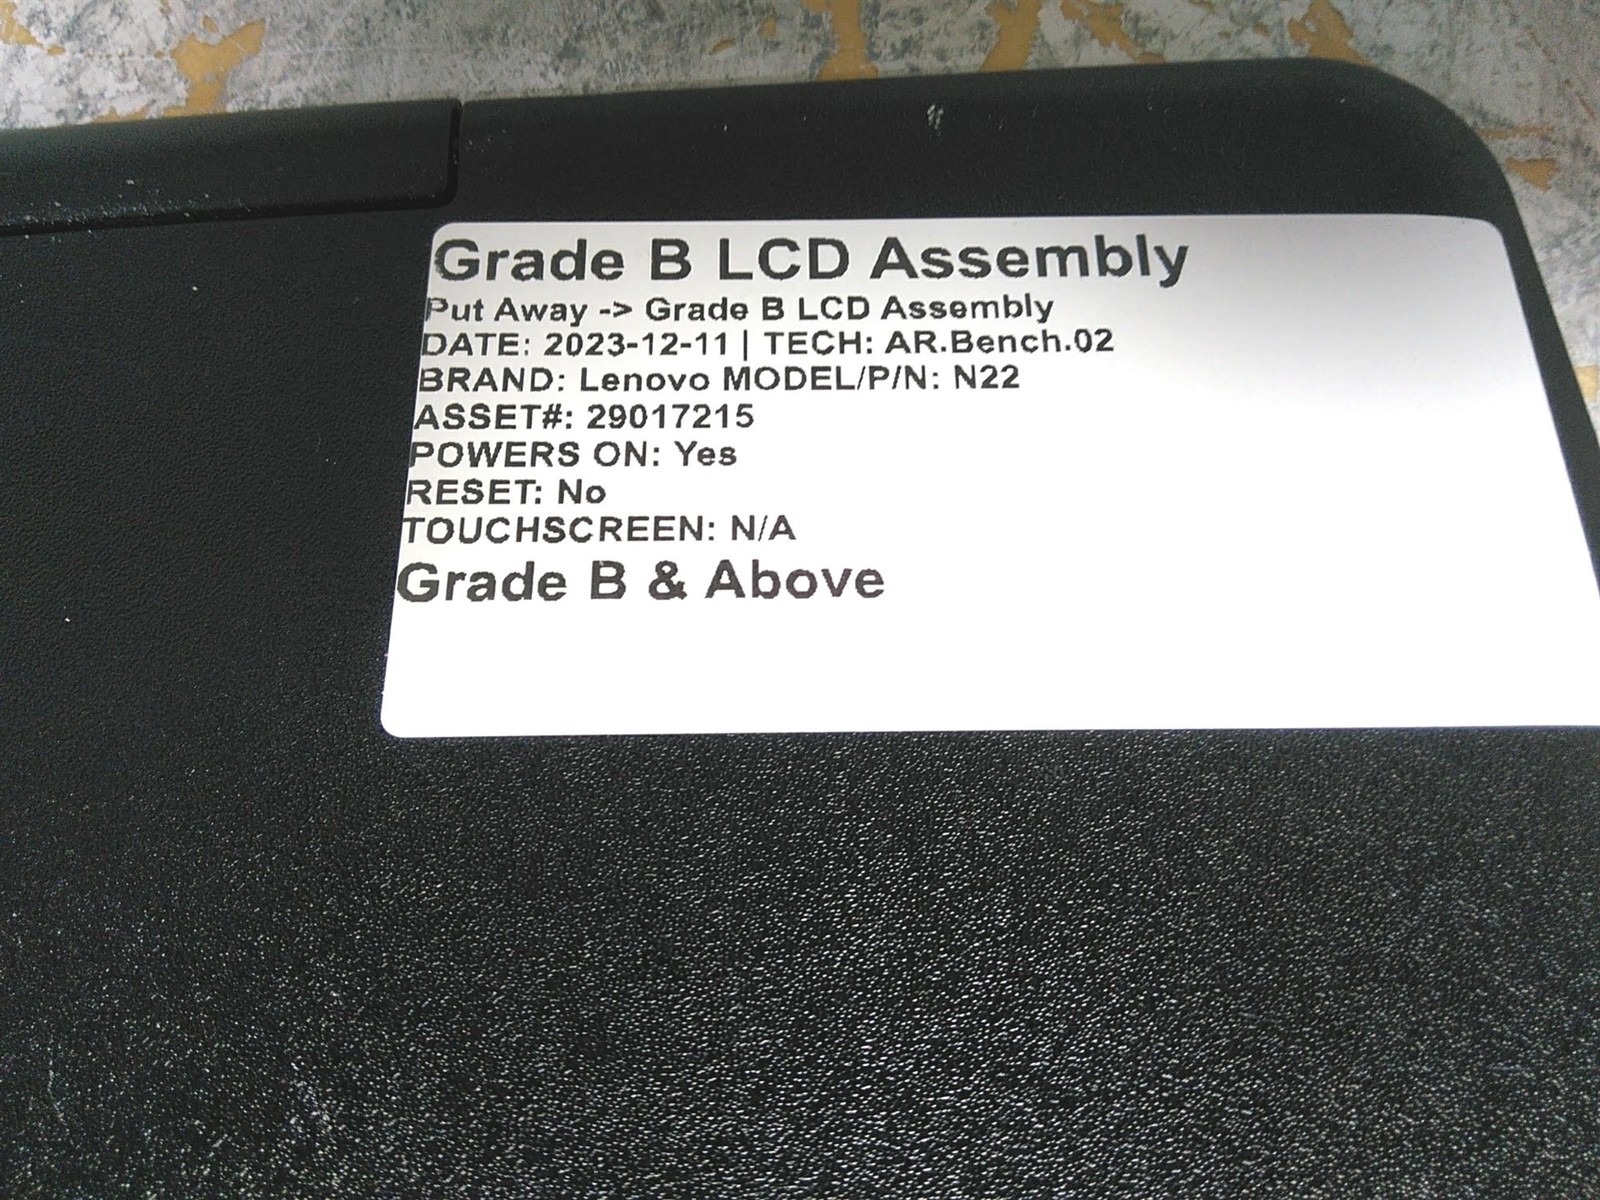 Grade B LCD Assembly
Put Away -> Grade B LCD Assembly
DATE: 2023-12-11 | TECH: AR.Bench.02
BRAND: Lenovo MODEL/P/N: N22
ASSET#: 29017215
POWERS ON: Yes
RESET: No
TOUCHSCREEN: N/A
Grade B & Above